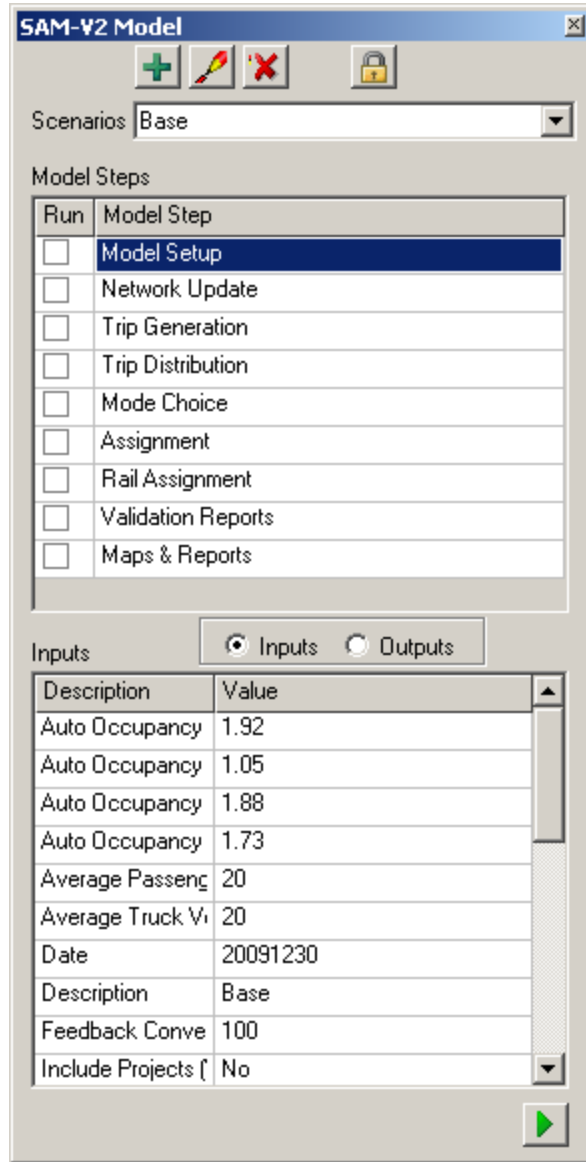 SAM-V2 Model
Scenarios Base
Model Steps
Run Model Step
Model Setup
Network Update
Trip Generation
Trip Distribution
Mode Choice
Assignment
Rail Assignment
Validation Reports
Maps & Reports
Inputs Inputs Outputs
Description Value
Auto Occupancy 1.92
Auto Occupancy 1.05
Auto Occupancy 1.88
Auto Occupancy 1.73
Average Passeng 20
Average Truck V 20
Date 20091230
Description Base
Feedback Conve 100
Include Projects ( No